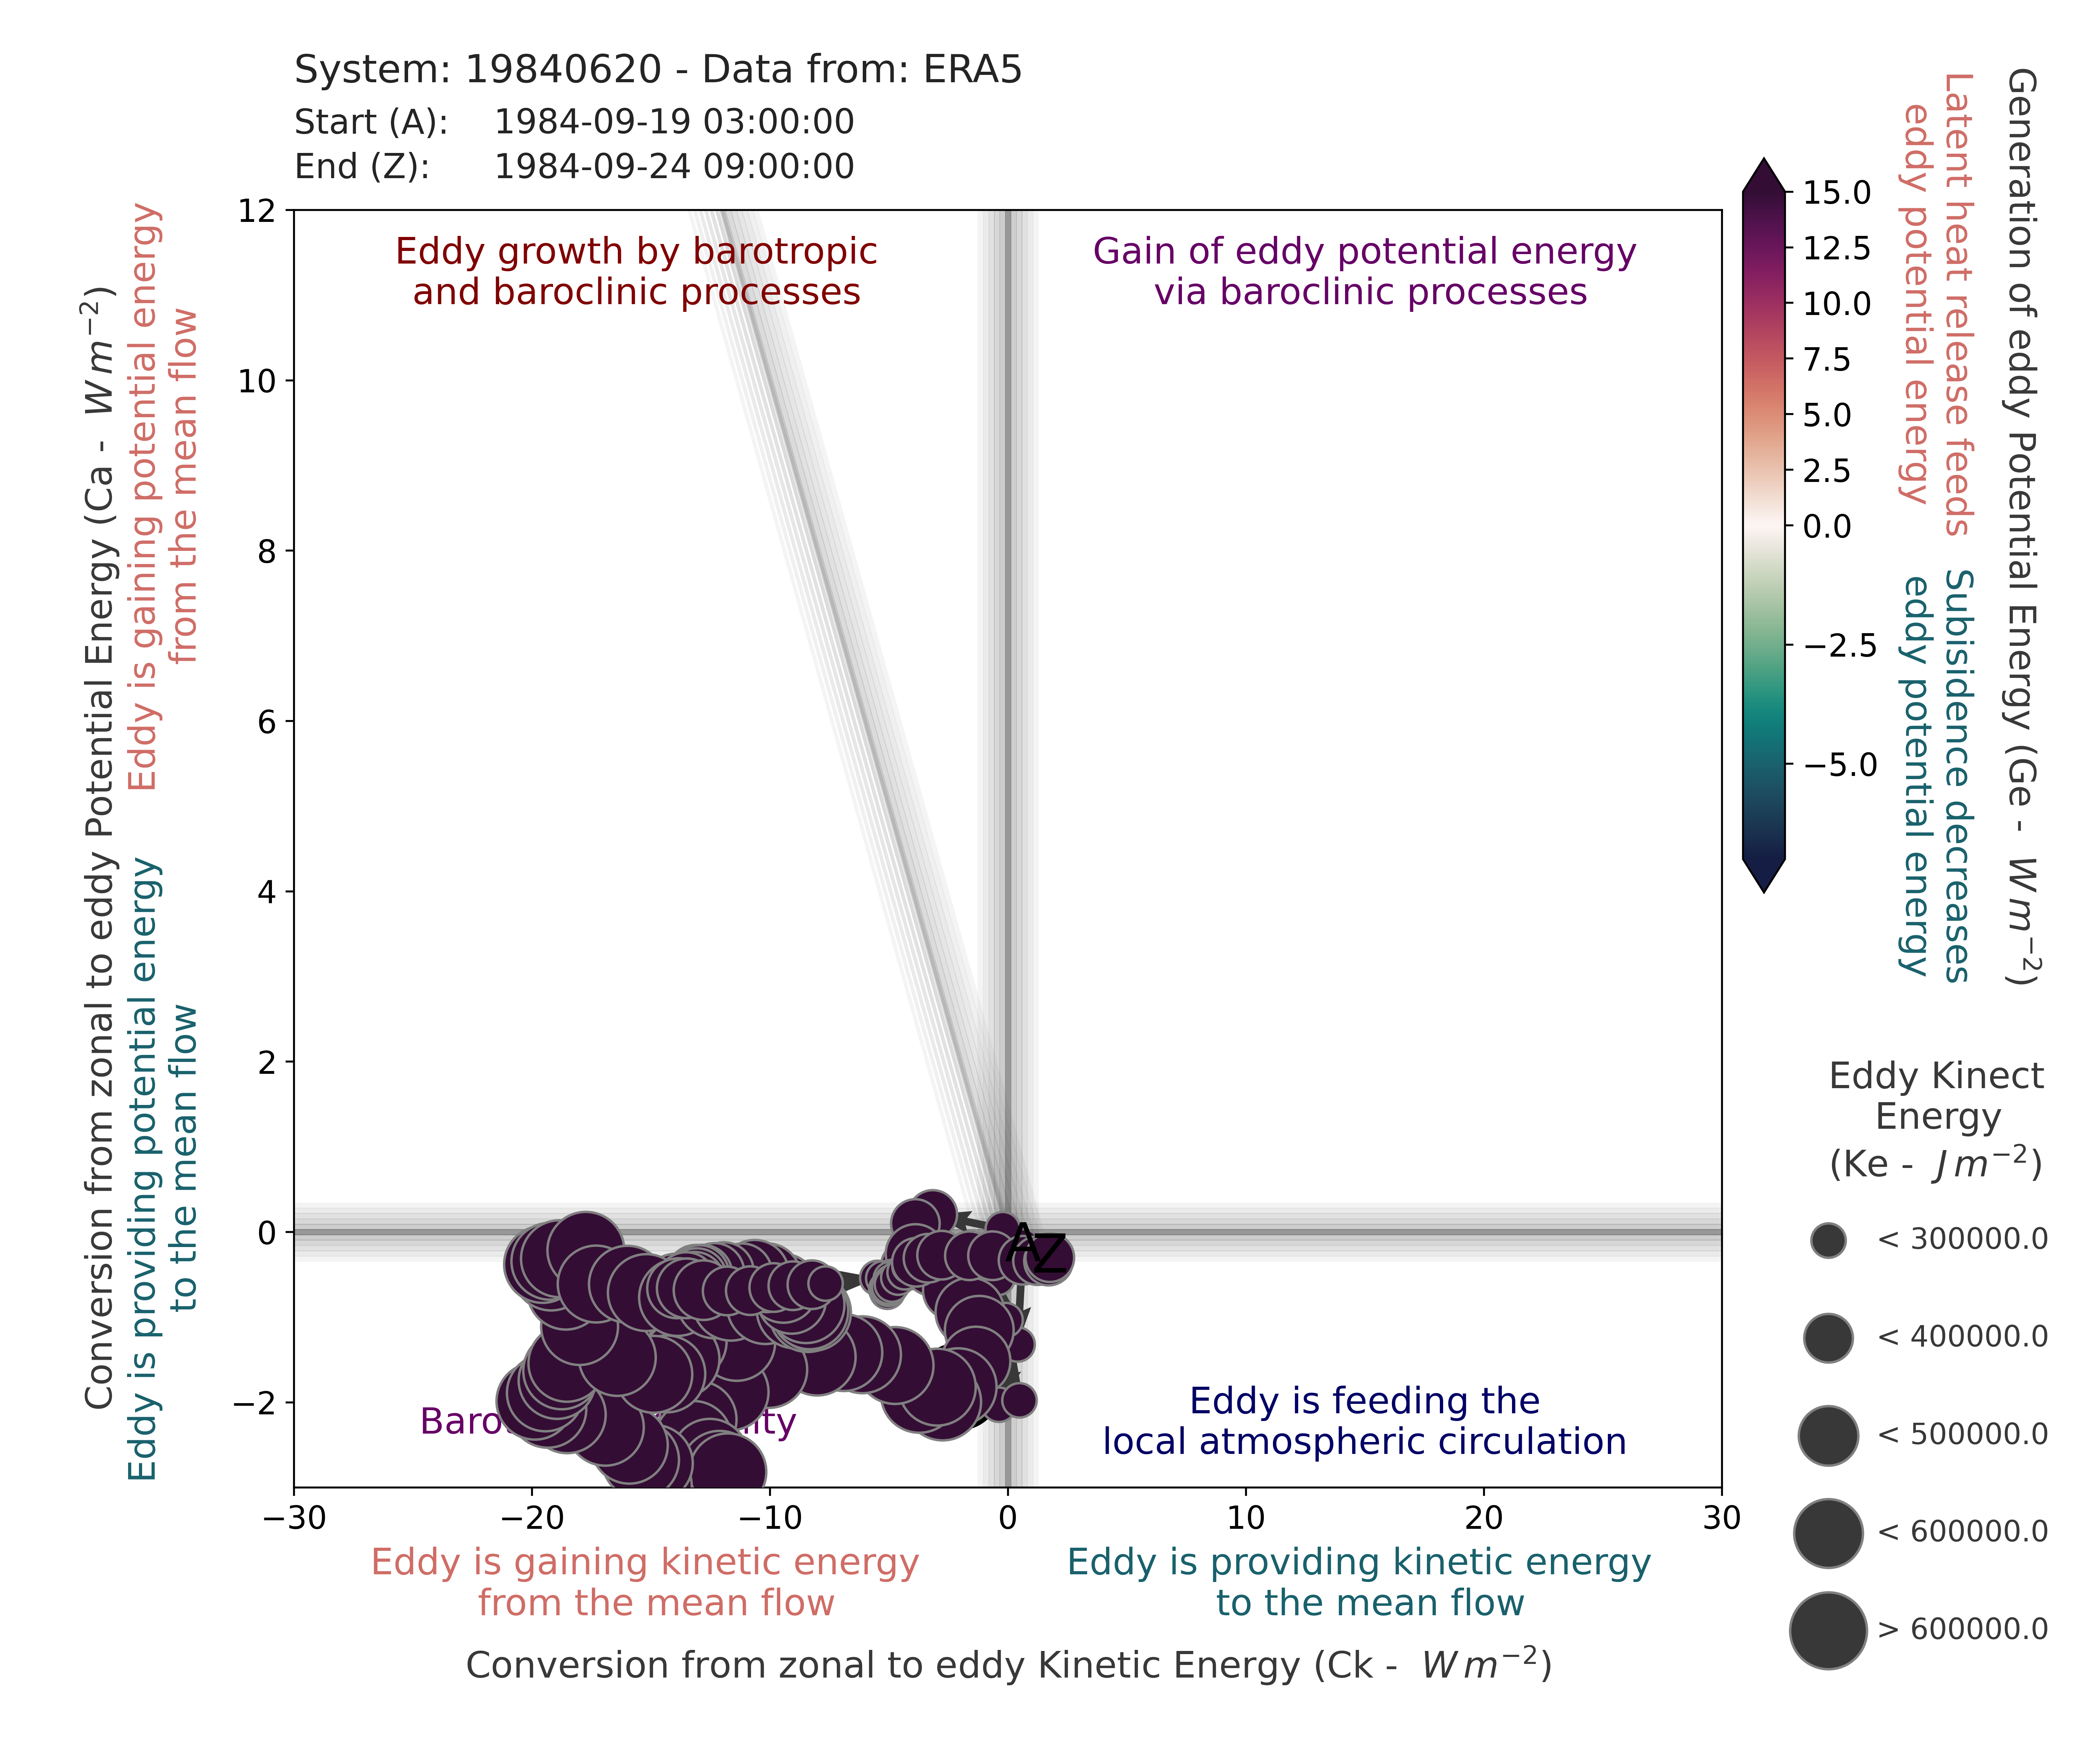 System: 19840620 - Data from: ERA5
Start (A): 1984-09-19 03:00:00
End (Z): 1984-09-24 09:00:00
Conversion from zonal to eddy Potential Energy (Ca - W m⁻²)
Eddy is gaining potential energy
from the mean flow
Eddy is providing potential energy
to the mean flow
12
10
8
6
4
2
0
−2
Eddy growth by barotropic
and baroclinic processes
Gain of eddy potential energy
via baroclinic processes
A
Z
Eddy is feeding the
local atmospheric circulation
−30
−20
−10
0
10
20
30
Eddy is gaining kinetic energy
from the mean flow
Eddy is providing kinetic energy
to the mean flow
Conversion from zonal to eddy Kinetic Energy (Ck - W m⁻²)
15.0
12.5
10.0
7.5
5.0
2.5
0.0
−2.5
−5.0
Latent heat release feeds
eddy potential energy
Subisidence decreases
eddy potential energy
Generation of eddy Potential Energy (Ge - W m⁻²)
Eddy Kinect
Energy
(Ke - J m⁻²)
< 300000.0
< 400000.0
< 500000.0
< 600000.0
> 600000.0